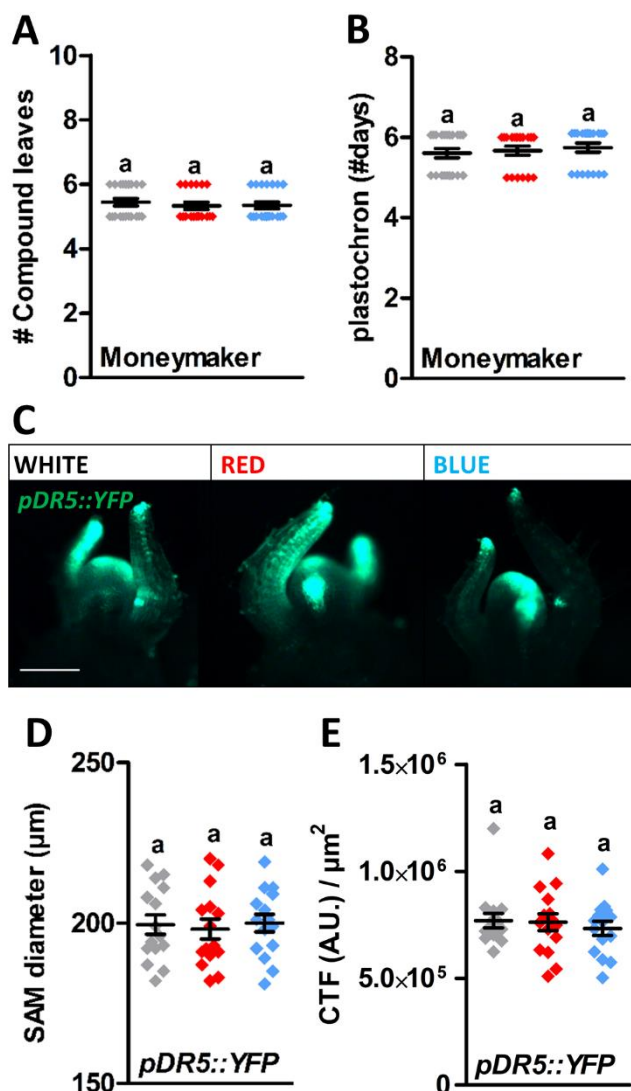 A
# Compound leaves
10
8
6
4
2
0
a a a
Moneymaker
B
plastochron (#days)
8
6
4
2
0
a a a
Moneymaker
C
WHITE RED BLUE
pDR5::YFP
D
SAM diameter (µm)
250
200
150
a a a
pDR5::YFP
E
CTF (A.U.) / µm²
1.5×10⁶
1×10⁶
5.0×10⁵
0
a a a
pDR5::YFP